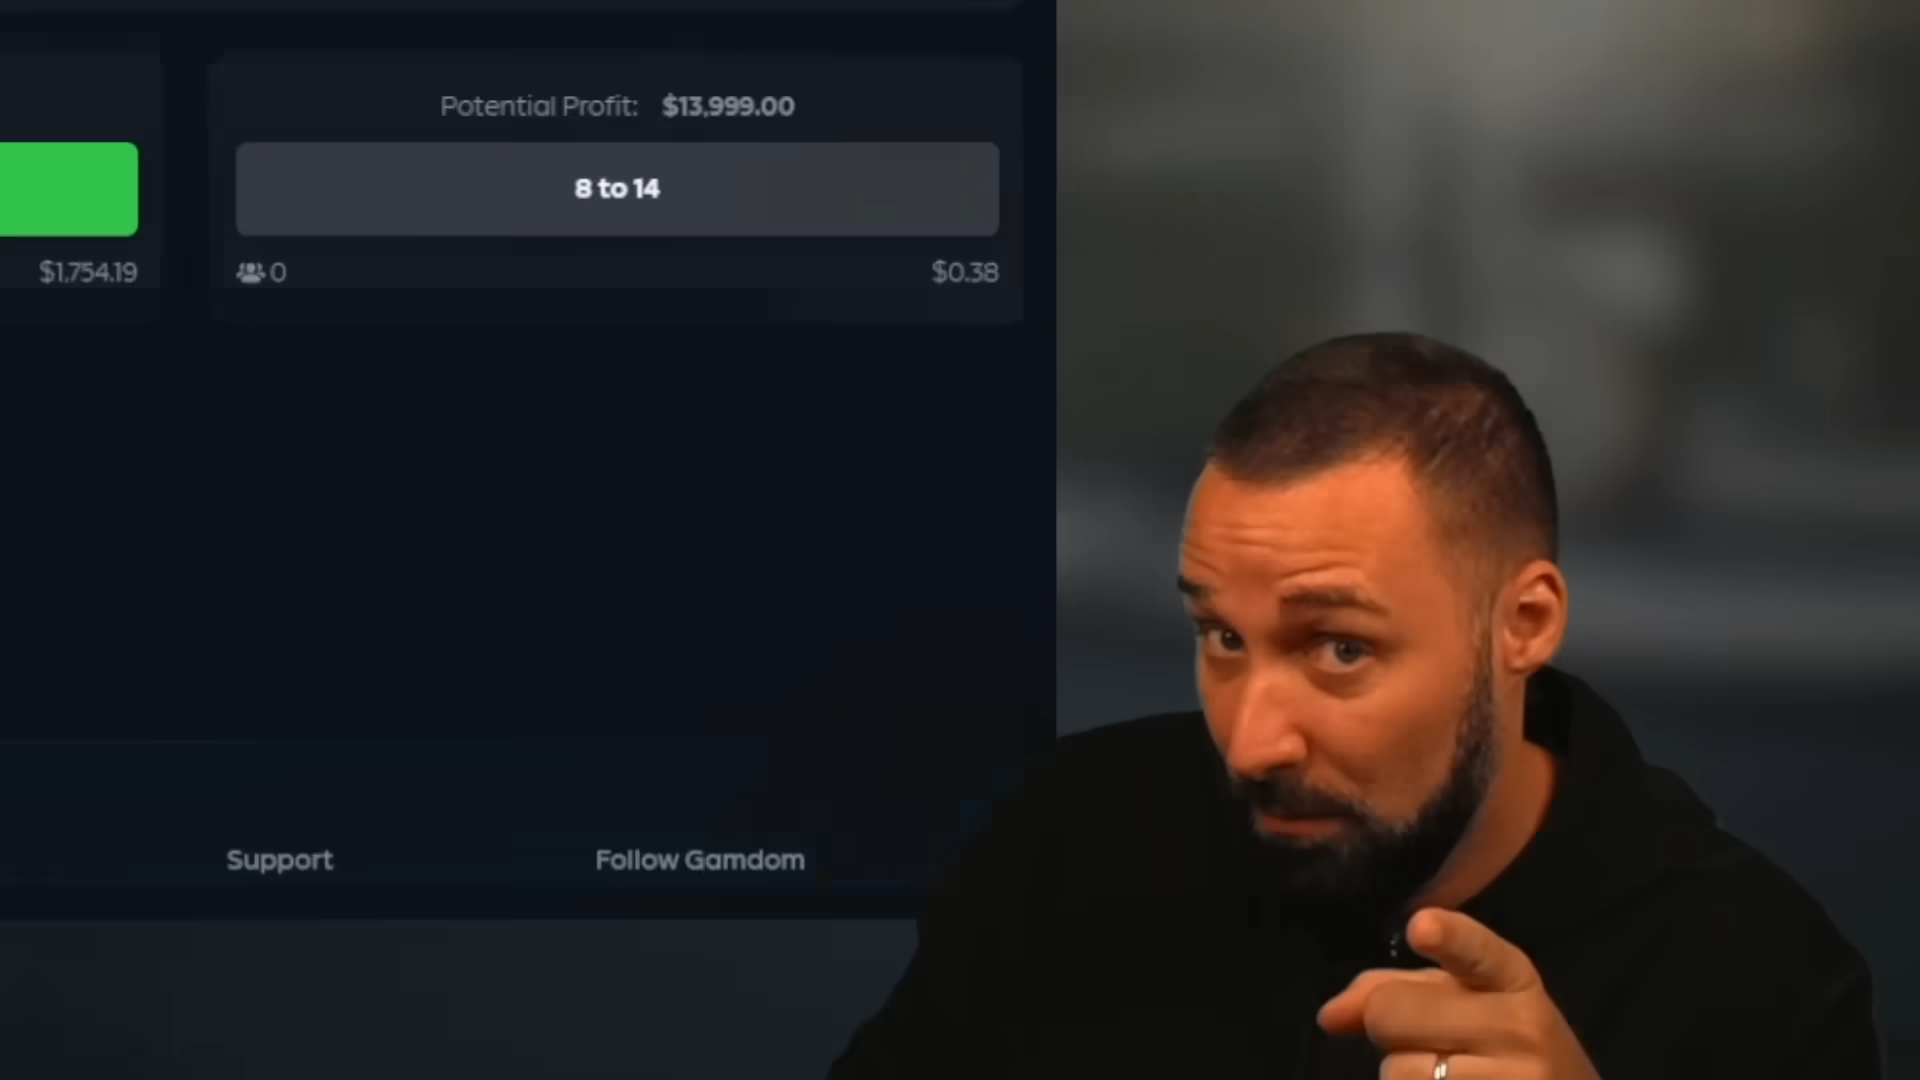 Potential Profit: $13,999.00
8 to 14
$1,754.19
0
$0.38
Support
Follow Gamdom